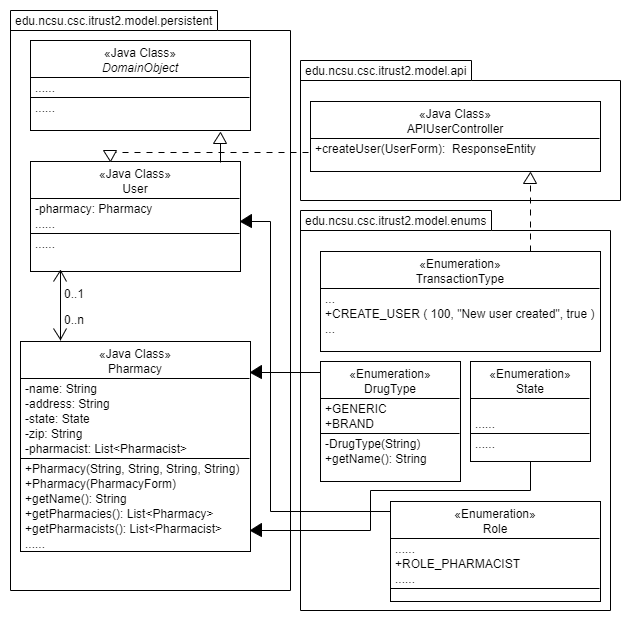 edu.ncsu.csc.itrust2.model.persistent
«Java Class»
DomainObject
......
......
«Java Class»
User
-pharmacy: Pharmacy
......
......
0..1
0..n
«Java Class»
Pharmacy
-name: String
-address: String
-state: State
-zip: String
-pharmacist: List<Pharmacist>
+Pharmacy(String, String, String, String)
+Pharmacy(PharmacyForm)
+getName(): String
+getPharmacies(): List<Pharmacy>
+getPharmacists(): List<Pharmacist>
......
edu.ncsu.csc.itrust2.model.api
«Java Class»
APIUserController
+createUser(UserForm): ResponseEntity
edu.ncsu.csc.itrust2.model.enums
«Enumeration»
TransactionType
...
+CREATE_USER ( 100, "New user created", true )
...
«Enumeration»
DrugType
+GENERIC
+BRAND
-DrugType(String)
+getName(): String
«Enumeration»
State
......
......
«Enumeration»
Role
......
+ROLE_PHARMACIST
......